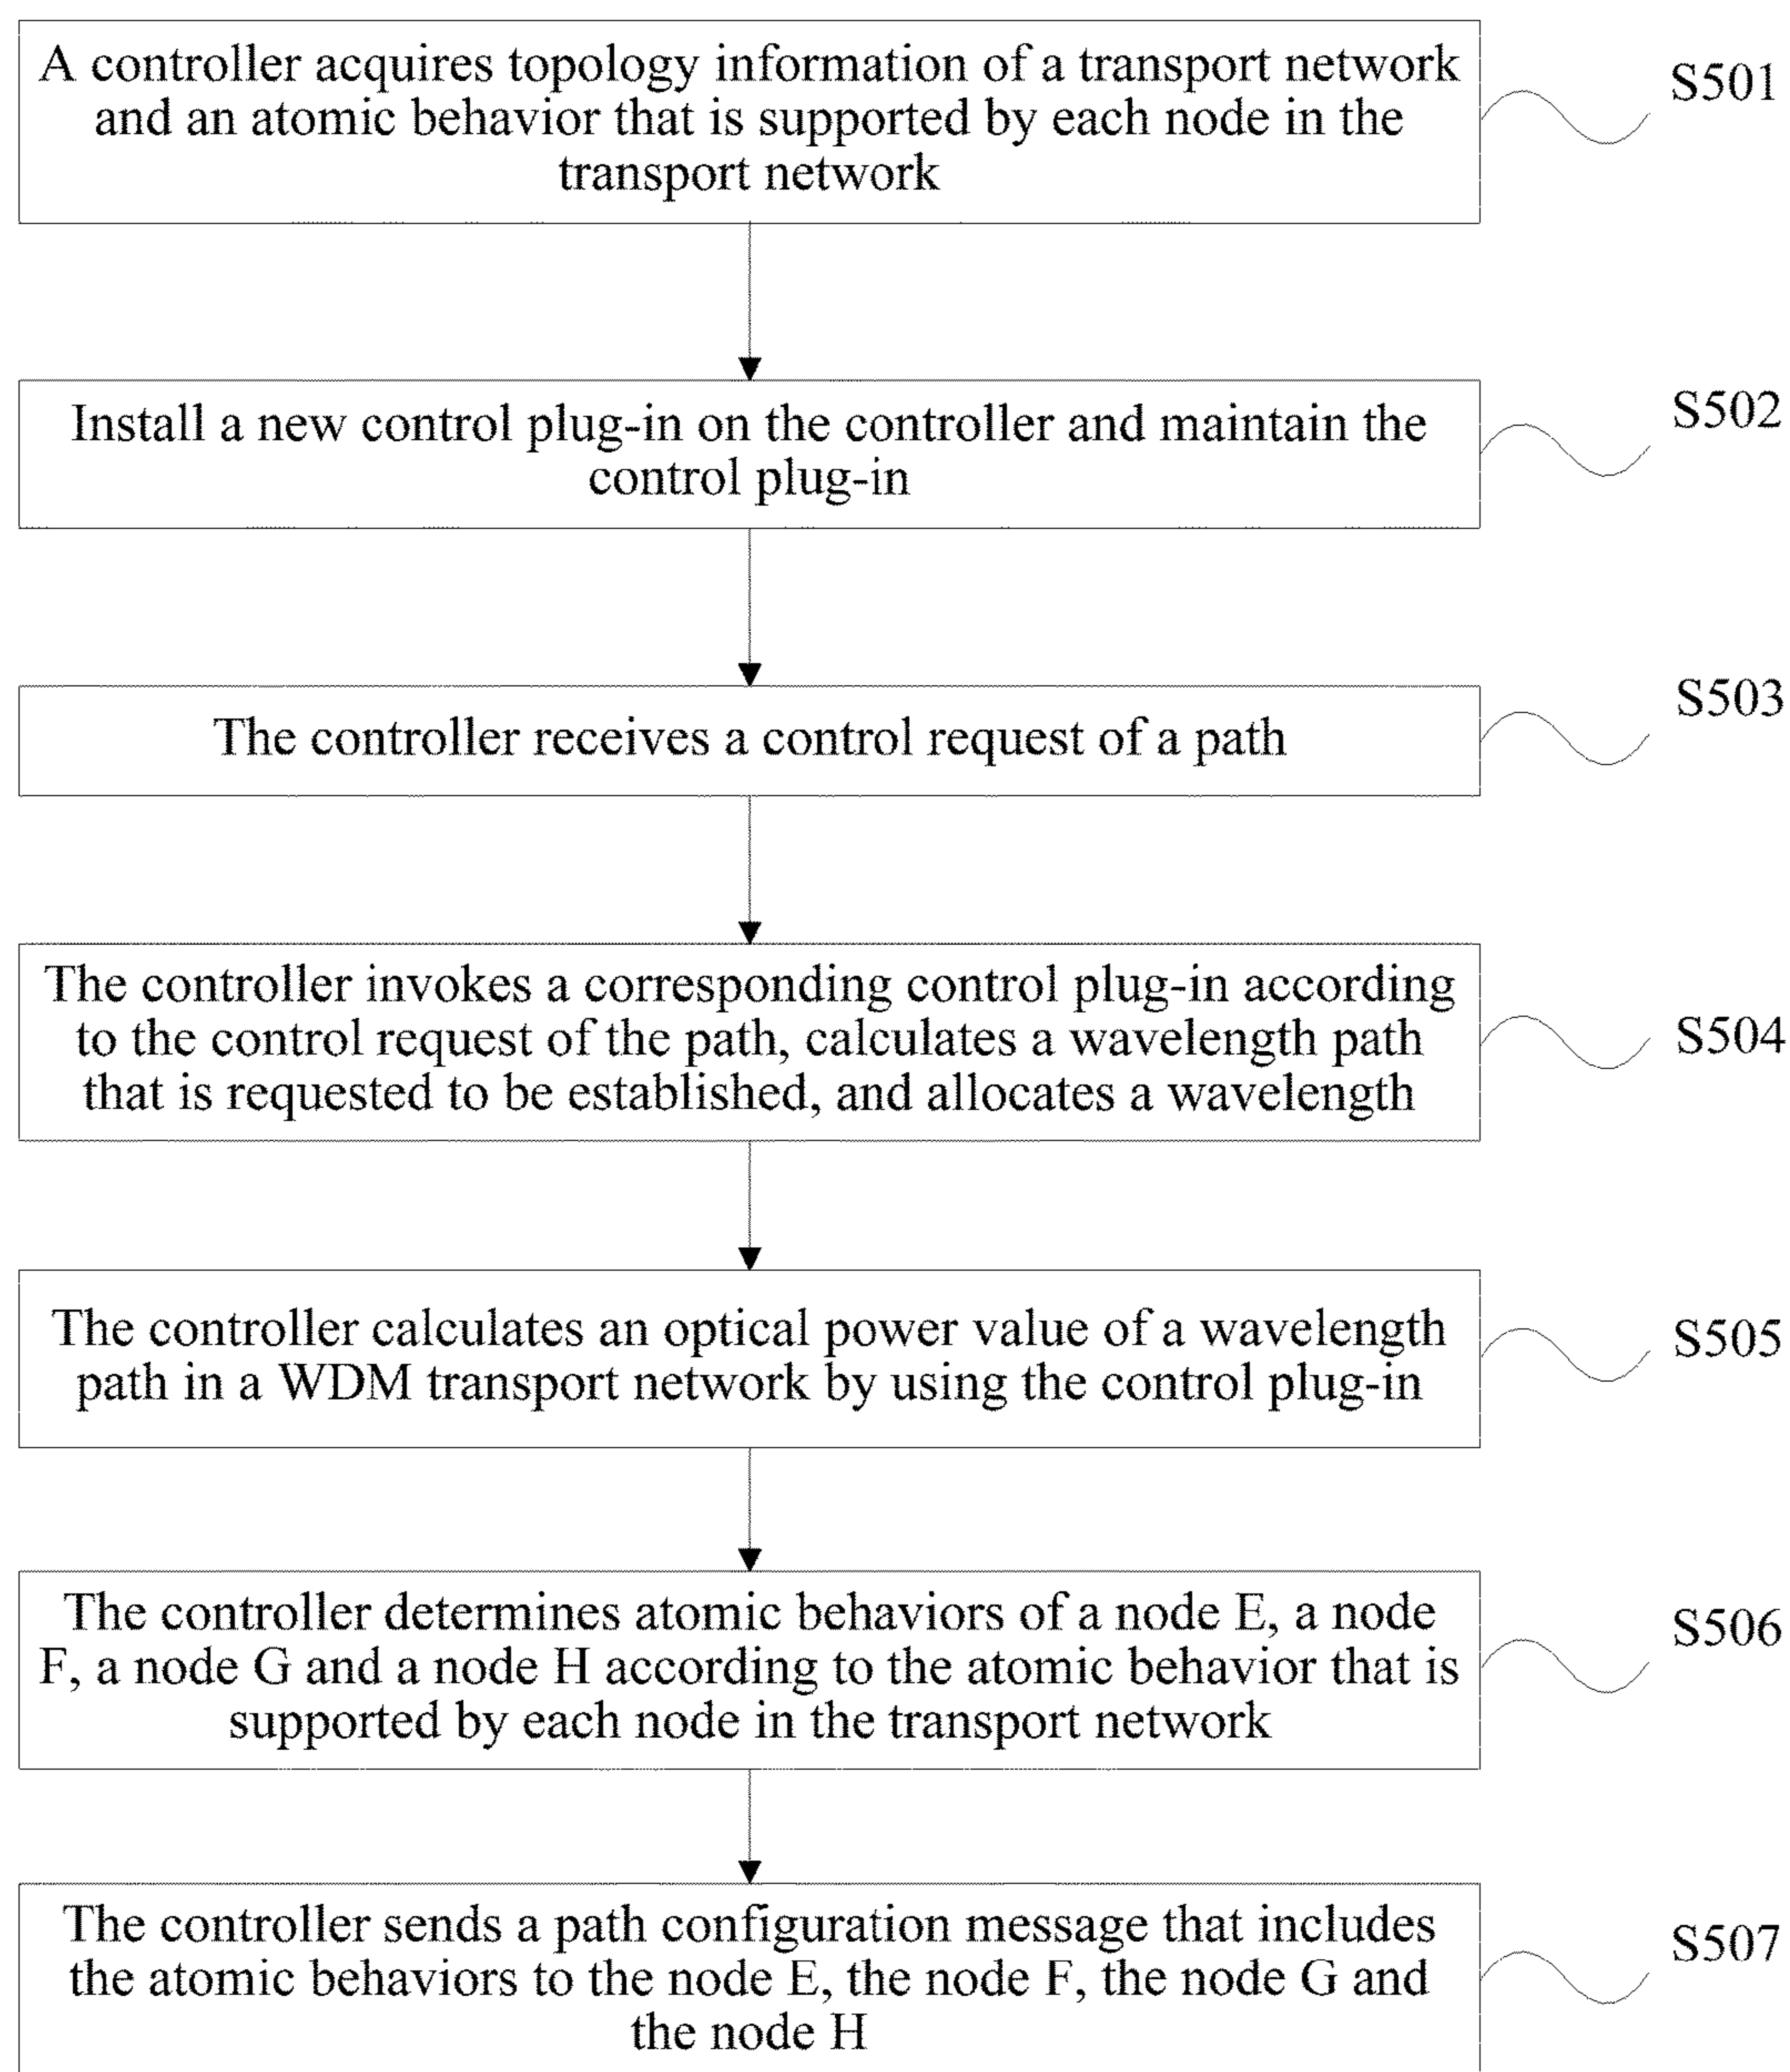 A controller acquires topology information of a transport network
and an atomic behavior that is supported by each node in the
transport network
S501
Install a new control plug-in on the controller and maintain the
control plug-in
S502
The controller receives a control request of a path
S503
The controller invokes a corresponding control plug-in according
to the control request of the path, calculates a wavelength path
that is requested to be established, and allocates a wavelength
S504
The controller calculates an optical power value of a wavelength
path in a WDM transport network by using the control plug-in
S505
The controller determines atomic behaviors of a node E, a node
F, a node G and a node H according to the atomic behavior that is
supported by each node in the transport network
S506
The controller sends a path configuration message that includes
the atomic behaviors to the node E, the node F, the node G and
the node H
S507